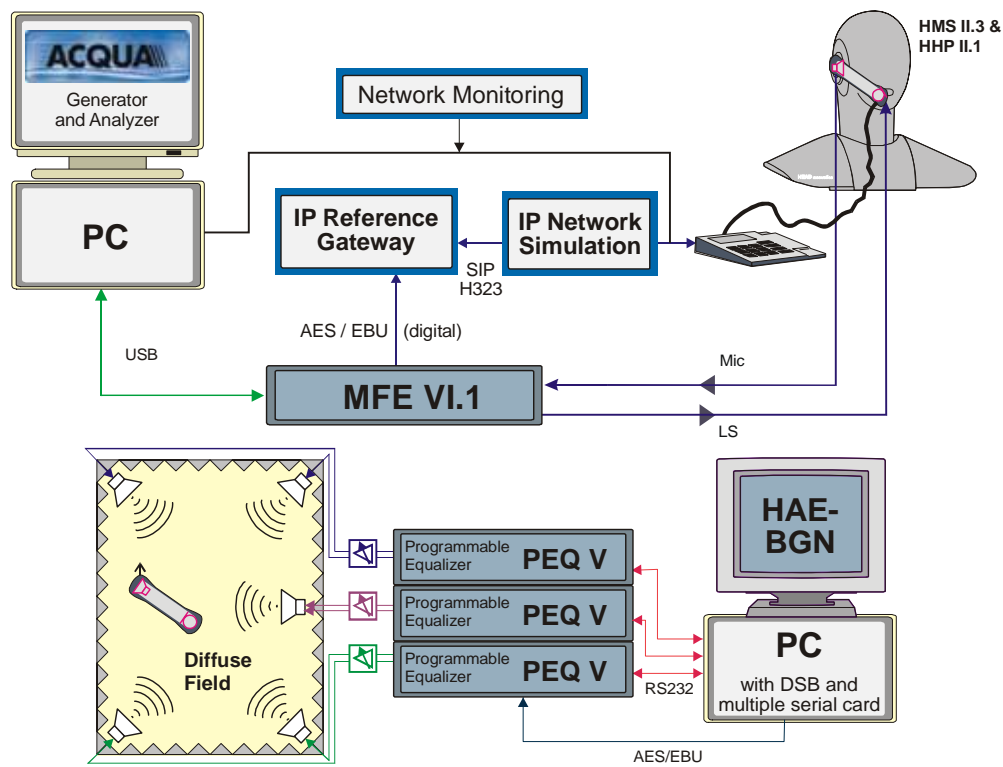 ACQUA
Generator
and Analyzer
PC
Network Monitoring
HMS II.3 &
HHP II.1
IP Reference
Gateway
IP Network
Simulation
SIP
H323
AES / EBU (digital)
USB
MFE VI.1
Mic
LS
Diffuse
Field
Programmable
Equalizer
PEQ V
Programmable
Equalizer
PEQ V
Programmable
Equalizer
PEQ V
HAE-
BGN
PC
with DSB and
multiple serial card
RS232
AES/EBU